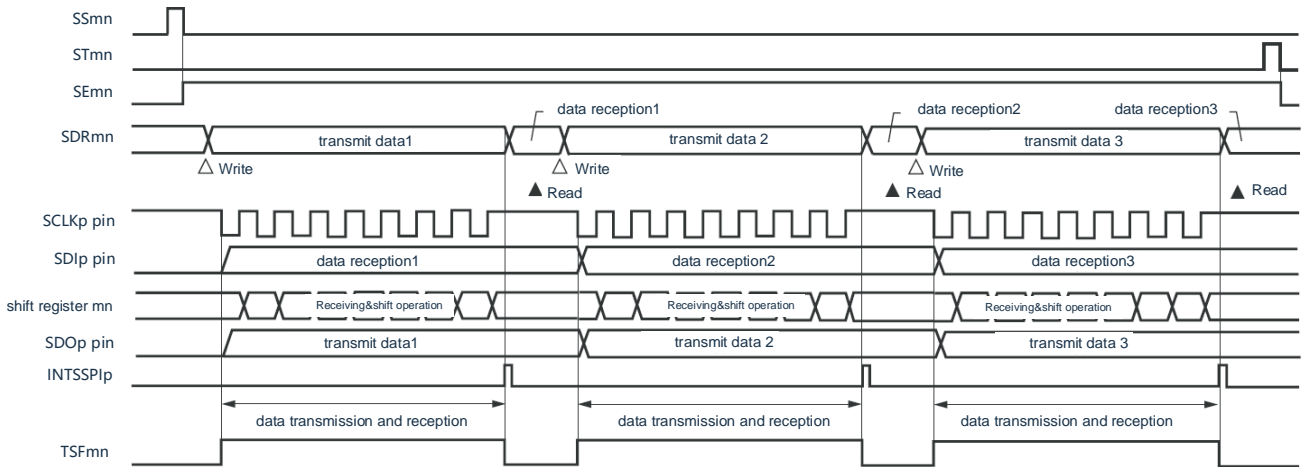 SSmn
STmn
SEmn
data reception1
data reception2
data reception3
SDRmn
transmit data1
transmit data 2
transmit data 3
Write
Write
Write
Read
Read
Read
SCLKp pin
SDIp pin
data reception1
data reception2
data reception3
shift register mn
Receiving&shift operation
Receiving&shift operation
Receiving&shift operation
SDOp pin
transmit data1
transmit data 2
transmit data 3
INTSSPIp
data transmission and reception
data transmission and reception
data transmission and reception
TSFmn